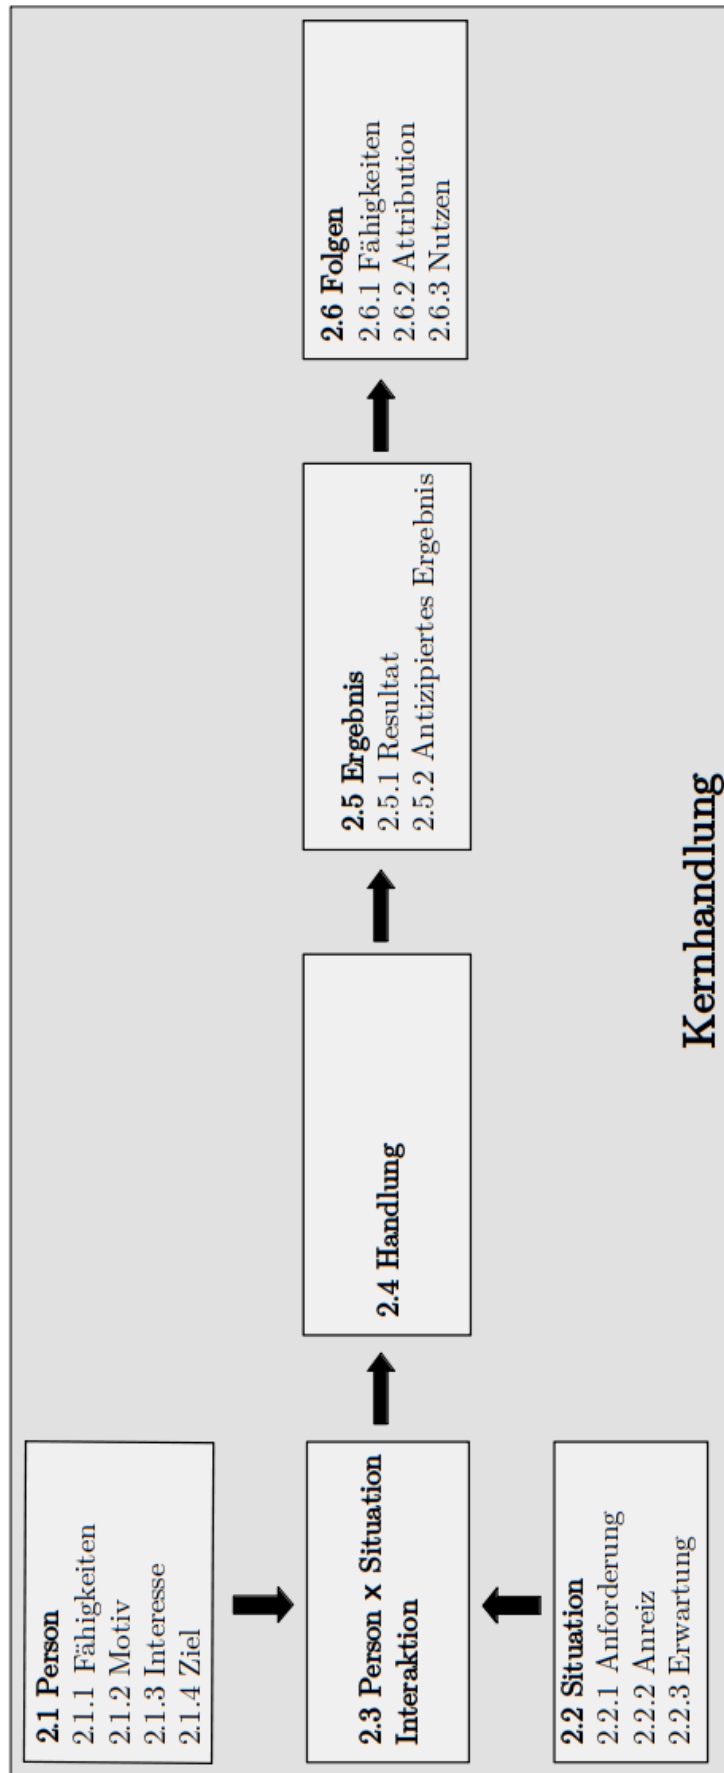 2.1 Person
2.1.1 Fähigkeiten
2.1.2 Motiv
2.1.3 Interesse
2.1.4 Ziel
2.3 Person x Situation
Interaktion
2.2 Situation
2.2.1 Anforderung
2.2.2 Anreiz
2.2.3 Erwartung
2.4 Handlung
2.5 Ergebnis
2.5.1 Resultat
2.5.2 Antizipiertes Ergebnis
2.6 Folgen
2.6.1 Fähigkeiten
2.6.2 Attribution
2.6.3 Nutzen
Kernhandlung